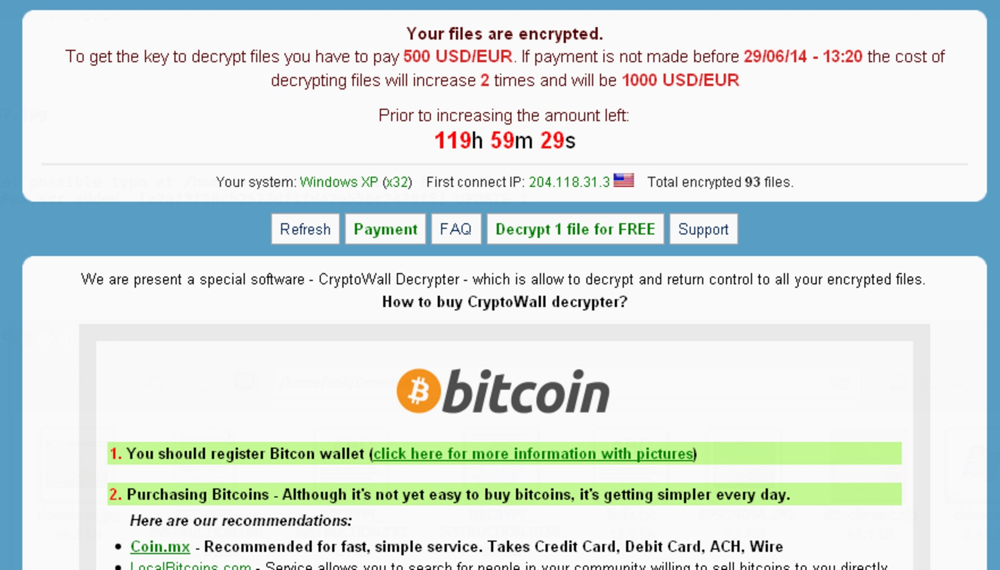 Your files are encrypted.
To get the key to decrypt files you have to pay 500 USD/EUR. If payment is not made before 29/06/14 - 13:20 the cost of
decrypting files will increase 2 times and will be 1000 USD/EUR
Prior to increasing the amount left:
119h 59m 29s
Your system: Windows XP (x32) First connect IP: 204.118.31.3 Total encrypted 93 files.
Refresh Payment FAQ Decrypt 1 file for FREE Support
We are present a special software - CryptoWall Decrypter - which is allow to decrypt and return control to all your encrypted files.
How to buy CryptoWall decrypter?
bitcoin
1. You should register Bitcon wallet (click here for more information with pictures)
2. Purchasing Bitcoins - Although it's not yet easy to buy bitcoins, it's getting simpler every day.
Here are our recommendations:
• Coin.mx - Recommended for fast, simple service. Takes Credit Card, Debit Card, ACH, Wire
• LocalBitcoins.com - Service allows you to search for people in your community willing to sell bitcoins to you directly.